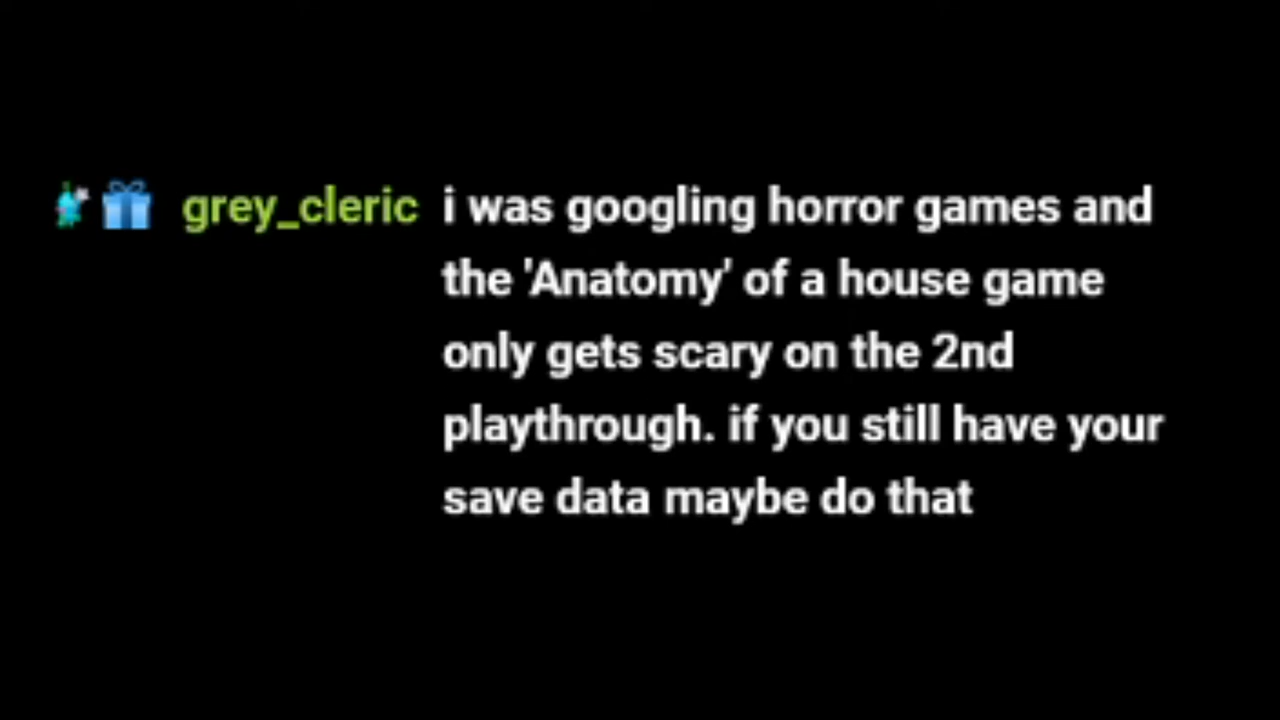 grey_cleric i was googling horror games and
the 'Anatomy' of a house game
only gets scary on the 2nd
playthrough. if you still have your
save data maybe do that